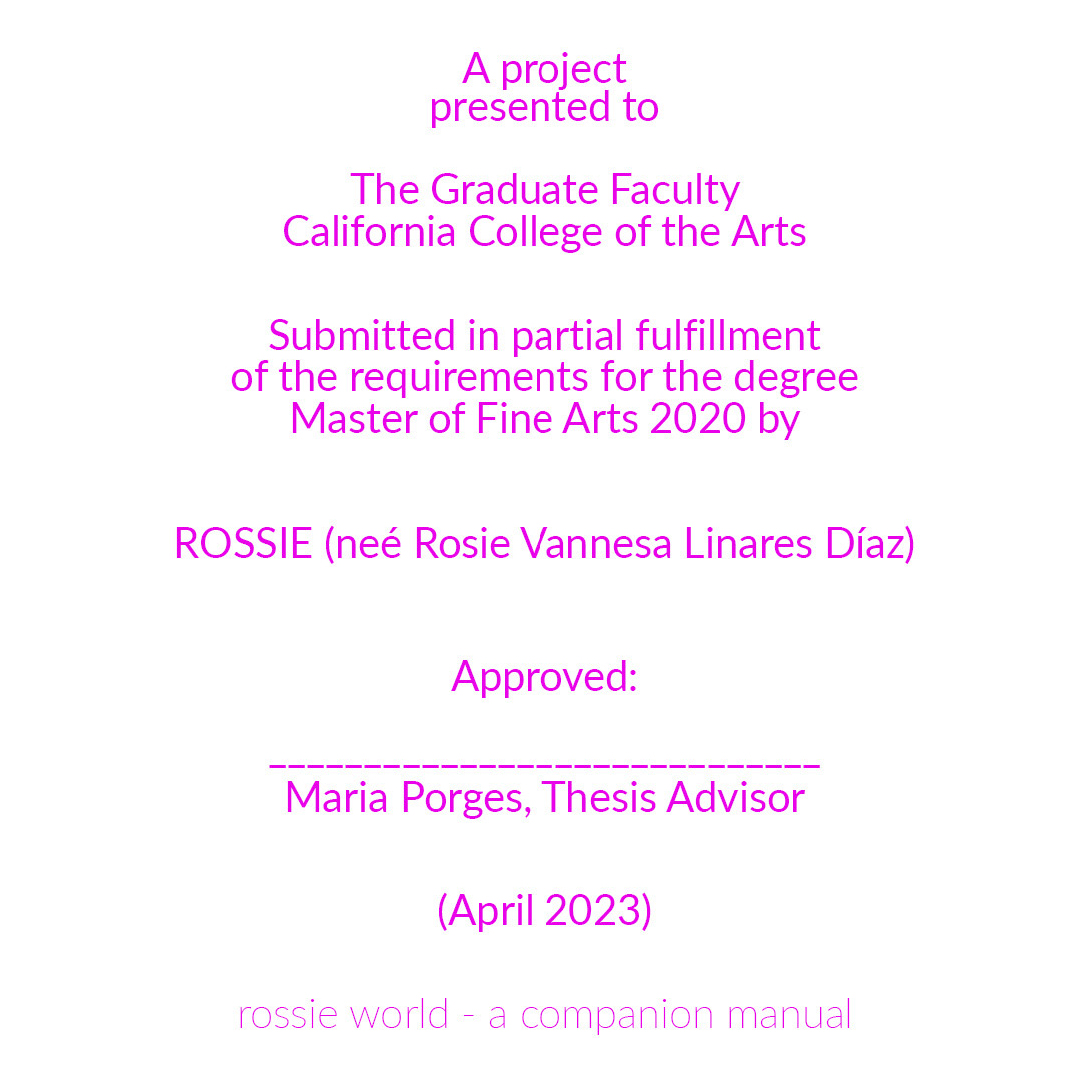 A project
presented to
The Graduate Faculty
California College of the Arts
Submitted in partial fulfillment
of the requirements for the degree
Master of Fine Arts 2020 by
ROSSIE (neé Rosie Vannesa Linares Díaz)
Approved:
_____________________________
Maria Porges, Thesis Advisor
(April 2023)
rossie world - a companion manual